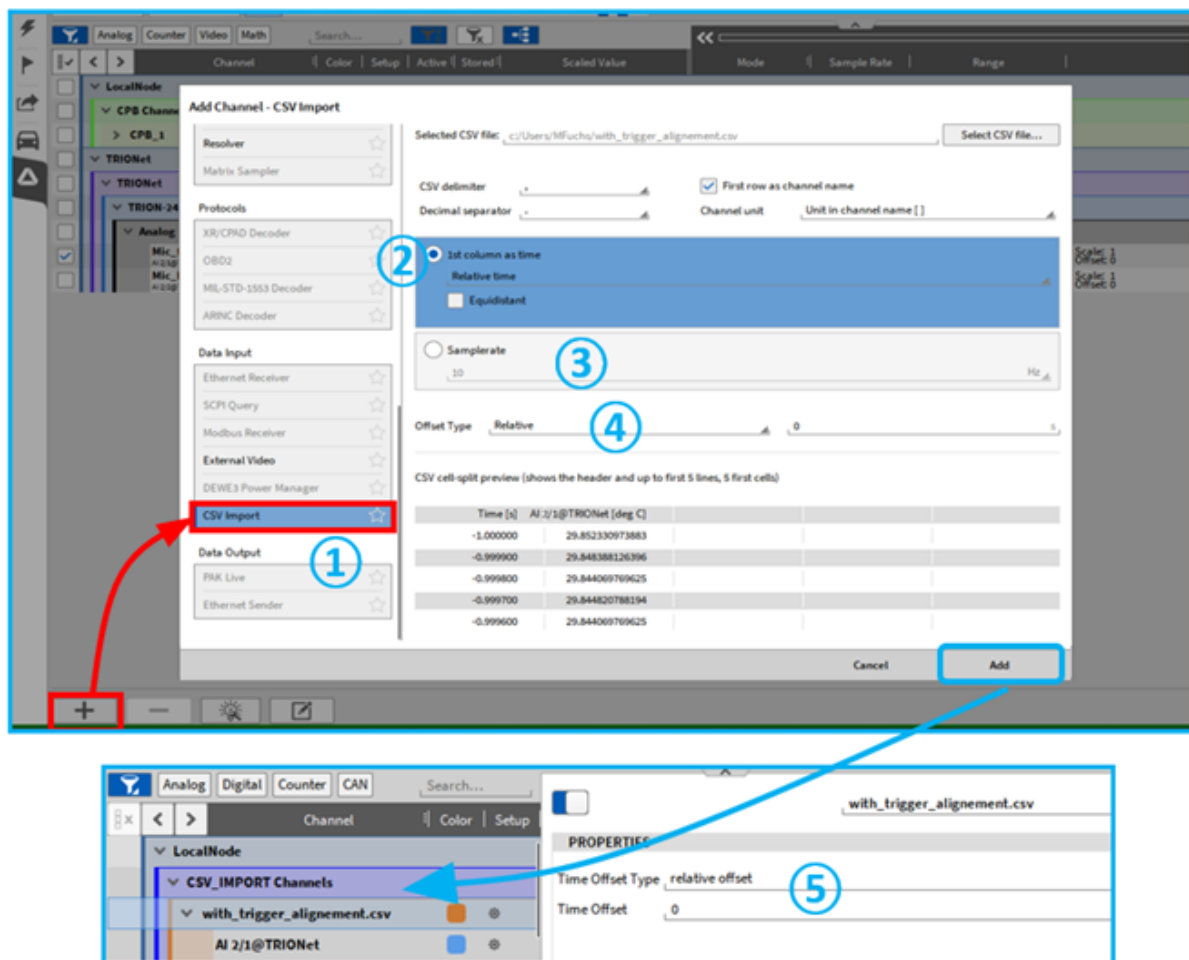 Analog Counter Video Math Search...
Channel Color Setup Active Stored Scaled Value Mode Sample Rate Range
LocalNode
CPB Channe
CPB_1
TRIONet
TRIONet
TRION-24
Analog
Mic_
Mic_
Scale: 1
Offset: 0
Scale: 1
Offset: 0
Add Channel - CSV Import
Resolver
Matrix Sampler
Protocols
XR/CPAD Decoder
OBD2
MIL-STD-1553 Decoder
ARINC Decoder
Data Input
Ethernet Receiver
SCPI Query
Modbus Receiver
External Video
DEWE3 Power Manager
CSV Import
1
Data Output
PAK Live
Ethernet Sender
Selected CSV file: c:/Users/MFuchs/with_trigger_alignement.csv Select CSV file...
CSV delimiter First row as channel name
Decimal separator Channel unit Unit in channel name [ ]
2
1st column as time
Relative time
Equidistant
Samplerate
3
10 Hz
Offset Type Relative 4 0 s
CSV cell-split preview (shows the header and up to first 5 lines, 5 first cells)
Time [s] AI 2/1@TRIONet [deg C]
-1.000000 29.852330973883
-0.999900 29.848388126396
-0.999800 29.844069769625
-0.999700 29.844820788194
-0.999600 29.844069769625
Cancel Add
Analog Digital Counter CAN Search...
Channel Color Setup
LocalNode
CSV_IMPORT Channels
with_trigger_alignement.csv
AI 2/1@TRIONet
with_trigger_alignement.csv
PROPERTIES
Time Offset Type relative offset
5
Time Offset 0